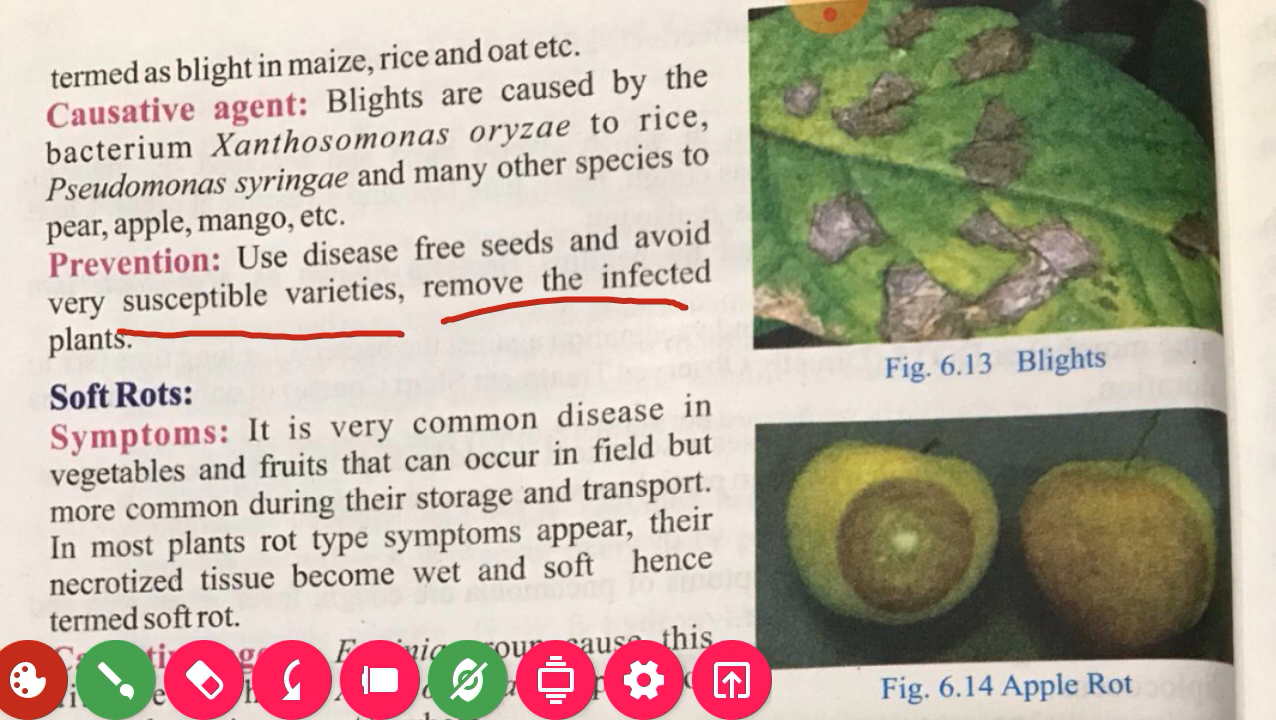 termed as blight in maize, rice and oat etc.
Causative agent: Blights are caused by the
bacterium Xanthosomonas oryzae to rice,
Pseudomonas syringae and many other species to
pear, apple, mango, etc.
Prevention: Use disease free seeds and avoid
very susceptible varieties, remove the infected
plants.
Soft Rots:
Symptoms: It is very common disease in
vegetables and fruits that can occur in field but
more common during their storage and transport.
In most plants rot type symptoms appear, their
necrotized tissue become wet and soft hence
termed soft rot.
cause this
Fig. 6.13 Blights
Fig. 6.14 Apple Rot